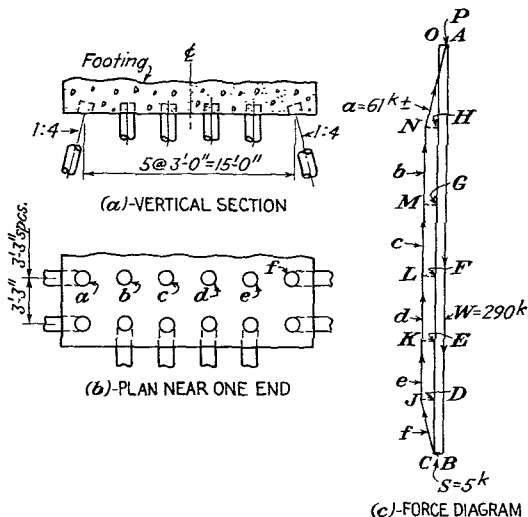 Footing
₵
1:4
1:4
5@3'-0"=15'-0"
(a)-VERTICAL SECTION
3'-3" spcs.
3'-3"
a
b
c
d
e
f
(b)-PLAN NEAR ONE END
P
O
A
a=61ᵏ±
N
H
b
G
M
c
L
F
d
W=290ᵏ
K
E
e
J
D
f
C
B
S=5ᵏ
(c)-FORCE DIAGRAM